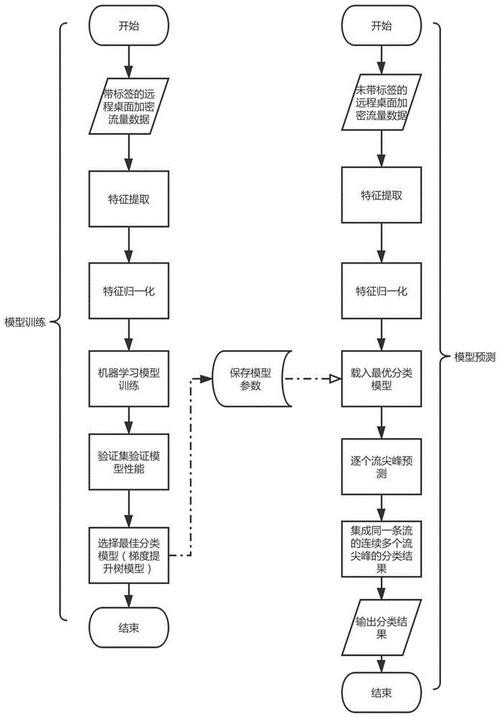 开始
带标签的远
程桌面加密
流量数据
特征提取
特征归一化
机器学习模型
训练
验证集验证模
型性能
选择最佳分类
模型（梯度提
升树模型）
结束
模型训练
保存模型
参数
开始
未带标签的
远程桌面加
密流量数据
特征提取
特征归一化
载入最优分类
模型
逐个流尖峰预
测
集成同一条流
的连续多个流
尖峰的分类结
果
输出分类结
果
结束
模型预测